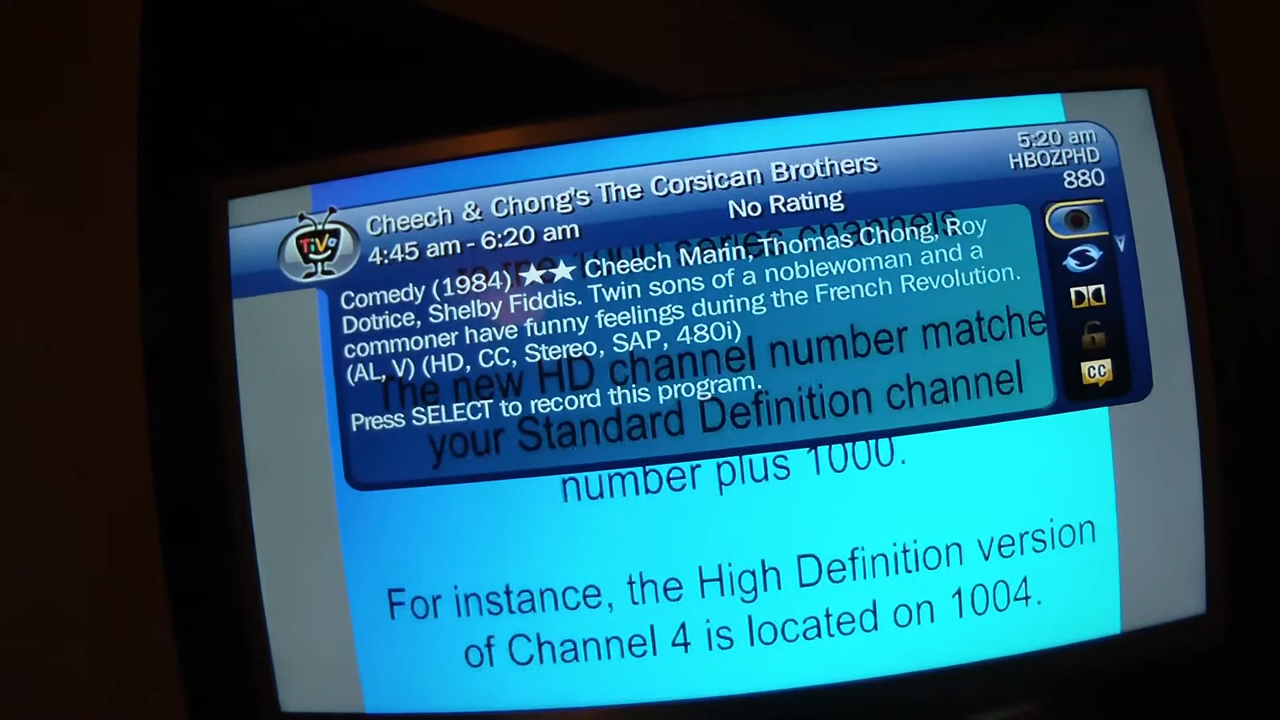 5:20 am
Cheech & Chong's The Corsican Brothers
HBOZPHD
4:45 am - 6:20 am
No Rating
880
TiVo
Comedy (1984) ★★ Cheech Marin, Thomas Chong, Roy
Dotrice, Shelby Fiddis. Twin sons of a noblewoman and a
commoner have funny feelings during the French Revolution.
(AL, V) (HD, CC, Stereo, SAP, 480i)
Press SELECT to record this program.
CC
series channels
The new HD channel number matche
your Standard Definition channel
number plus 1000.
For instance, the High Definition version
of Channel 4 is located on 1004.